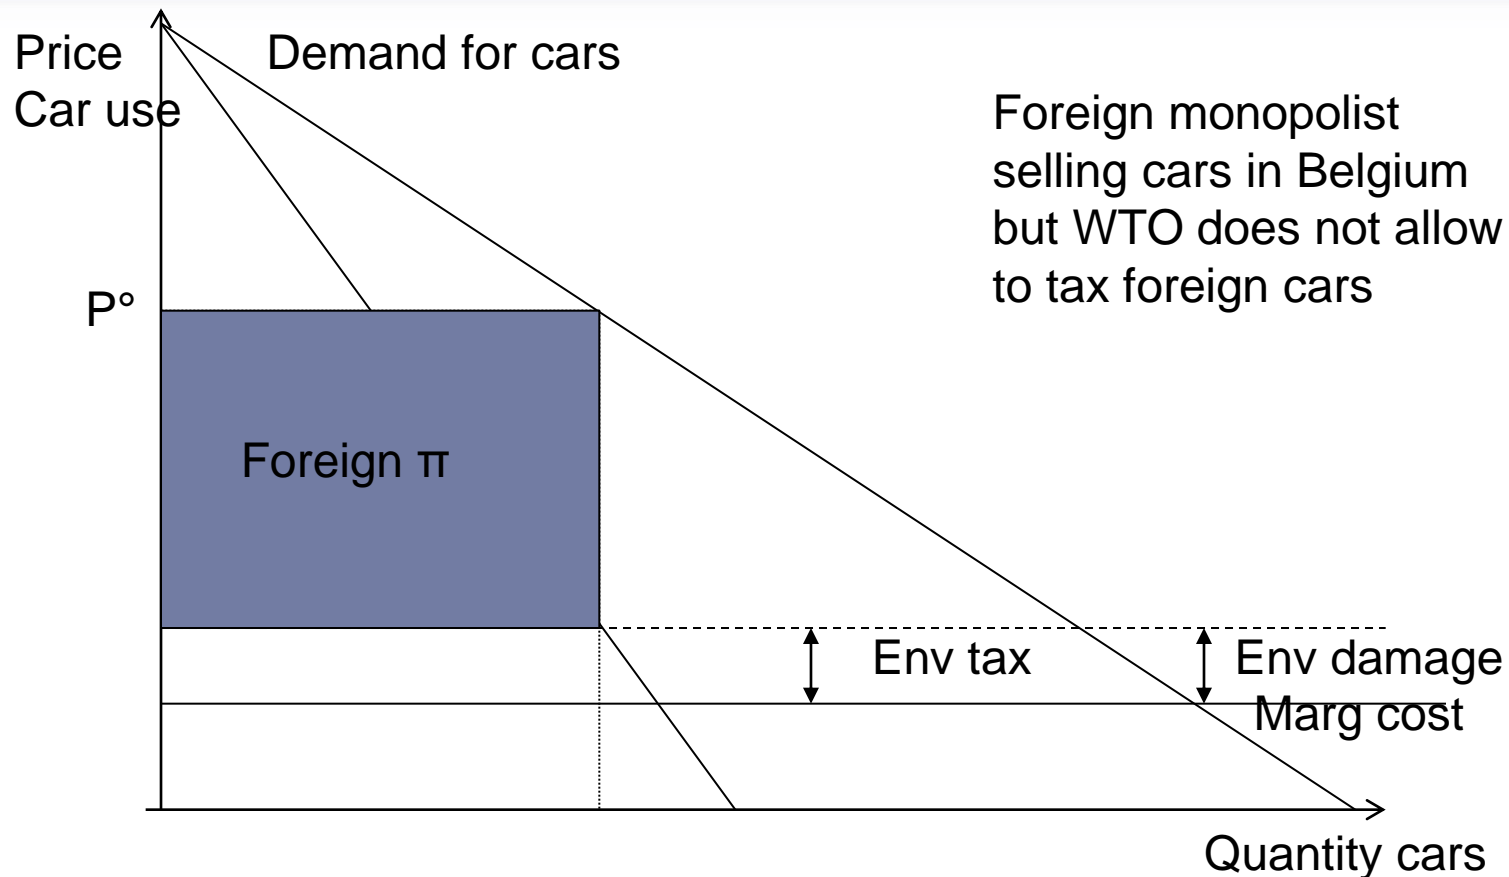 Price
Car use
Demand for cars
Foreign monopolist
selling cars in Belgium
but WTO does not allow
to tax foreign cars
P°
Foreign π
Env tax
Env damage
Marg cost
Quantity cars